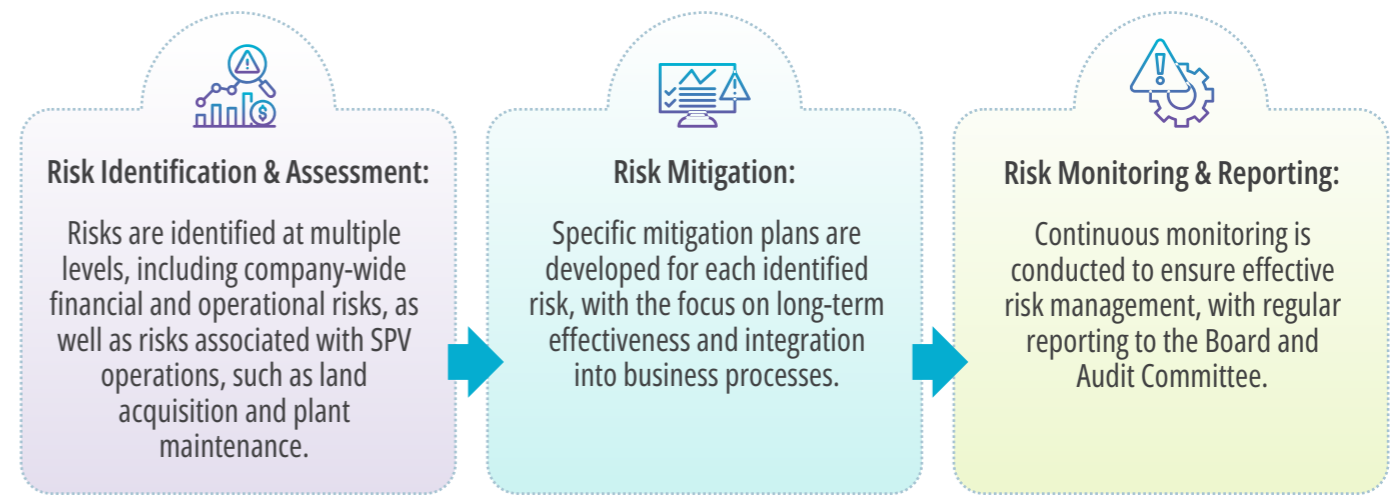 Risk Identification & Assessment:
Risks are identified at multiple
levels, including company-wide
financial and operational risks, as
well as risks associated with SPV
operations, such as land
acquisition and plant
maintenance.
Risk Mitigation:
Specific mitigation plans are
developed for each identified
risk, with the focus on long-term
effectiveness and integration
into business processes.
Risk Monitoring & Reporting:
Continuous monitoring is
conducted to ensure effective
risk management, with regular
reporting to the Board and
Audit Committee.